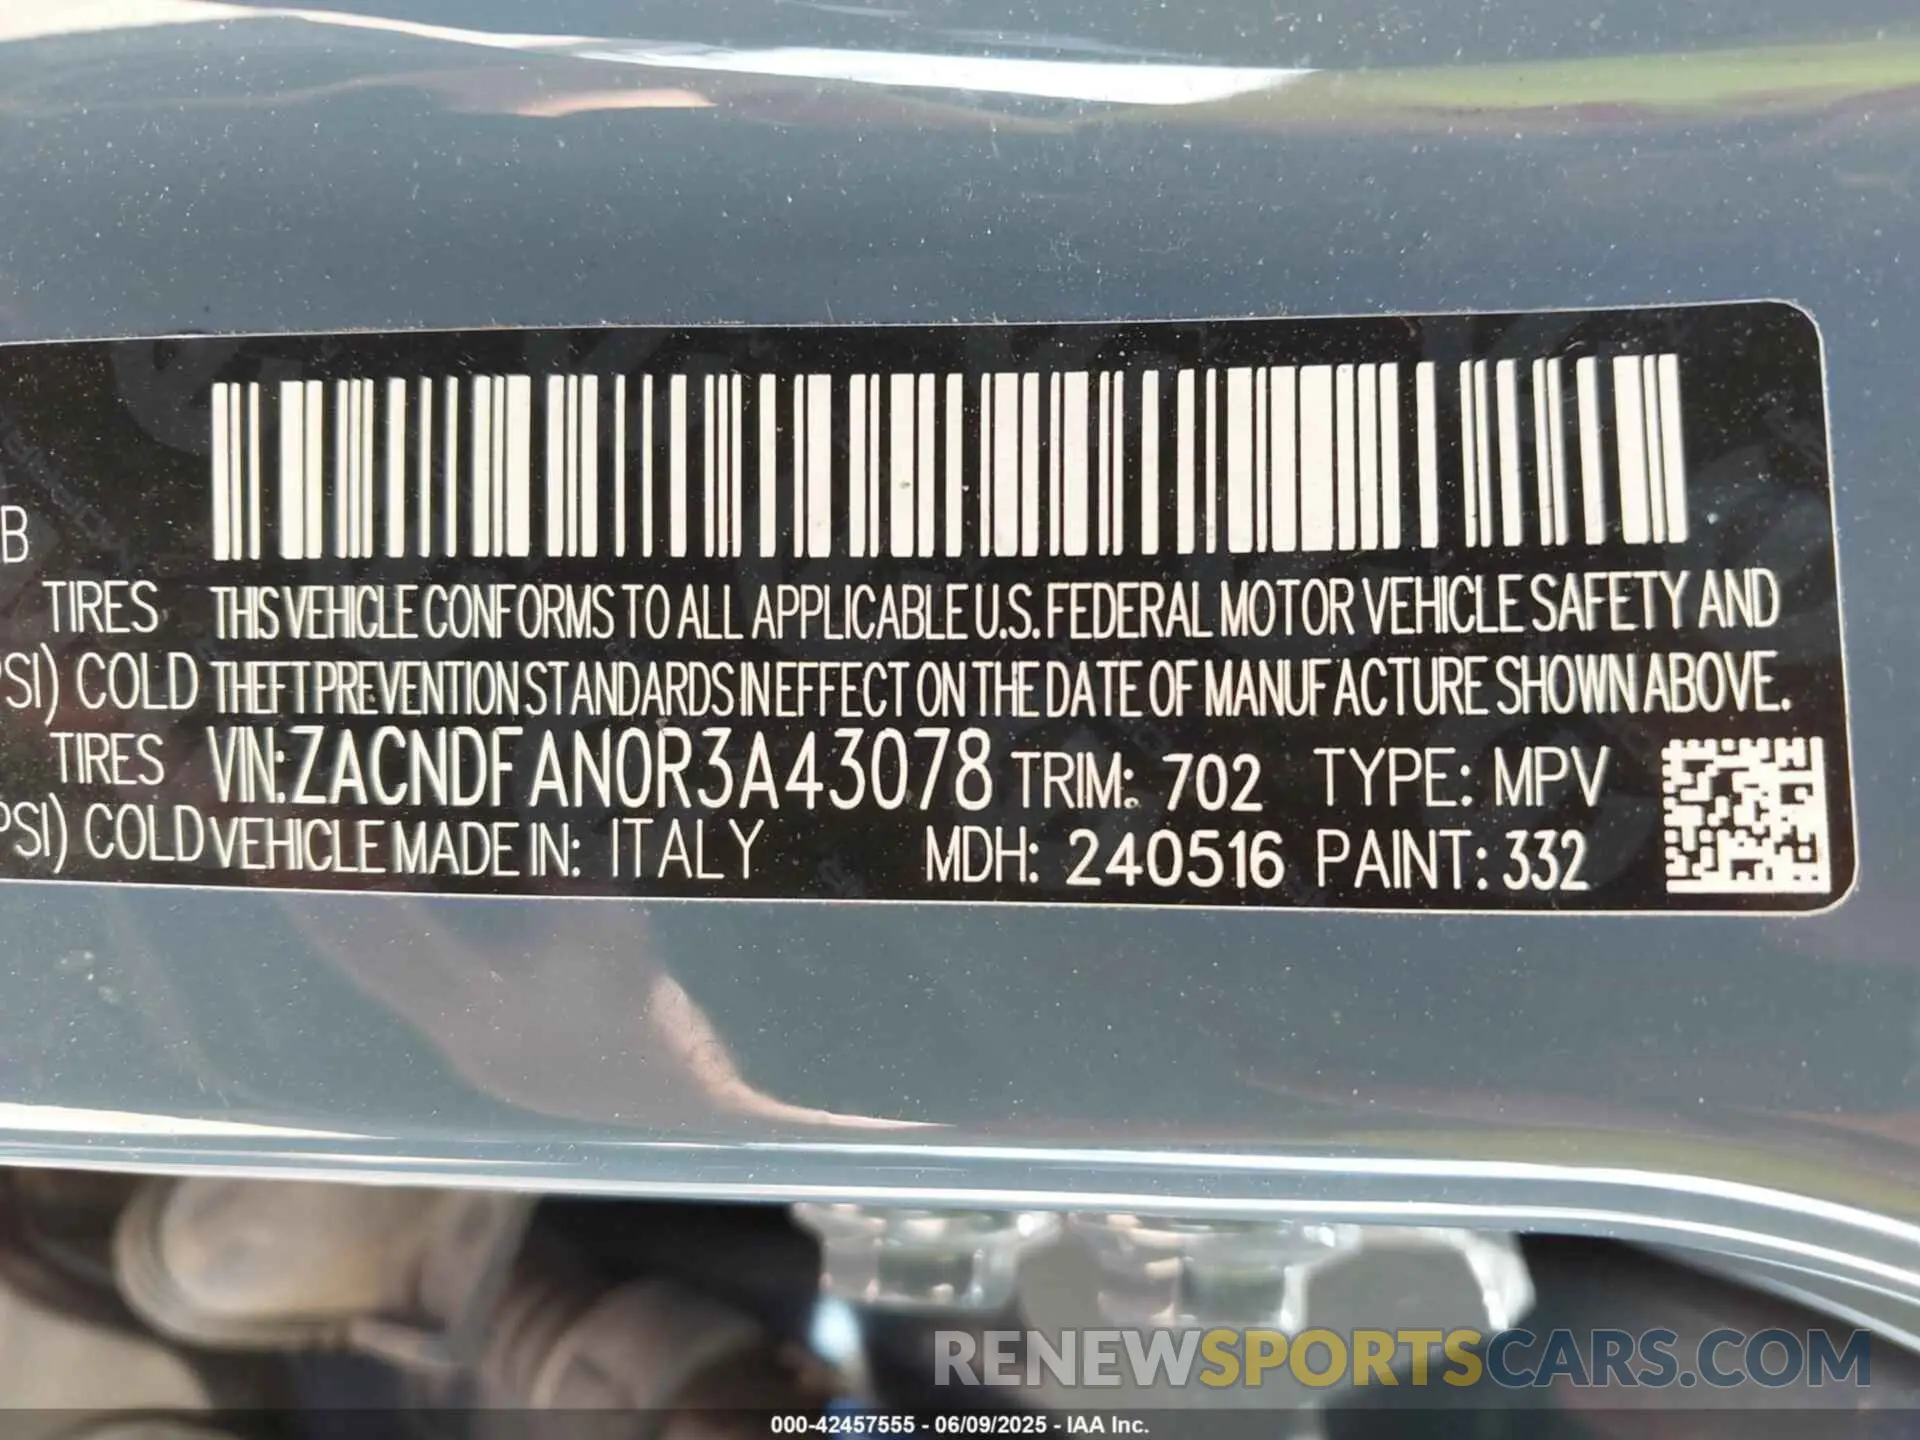 B
TIRES
THIS VEHICLE CONFORMS TO ALL APPLICABLE U.S. FEDERAL MOTOR VEHICLE SAFETY AND
PSI) COLD
THEFT PREVENTION STANDARDS IN EFFECT ON THE DATE OF MANUFACTURE SHOWN ABOVE.
TIRES
VIN: ZACNDFAN0R3A43078 TRIM: 702 TYPE: MPV
PSI) COLD
VEHICLE MADE IN: ITALY MDH: 240516 PAINT: 332
RENEWSPORTSCARS.COM
000-42457555 - 06/09/2025 - IAA Inc.